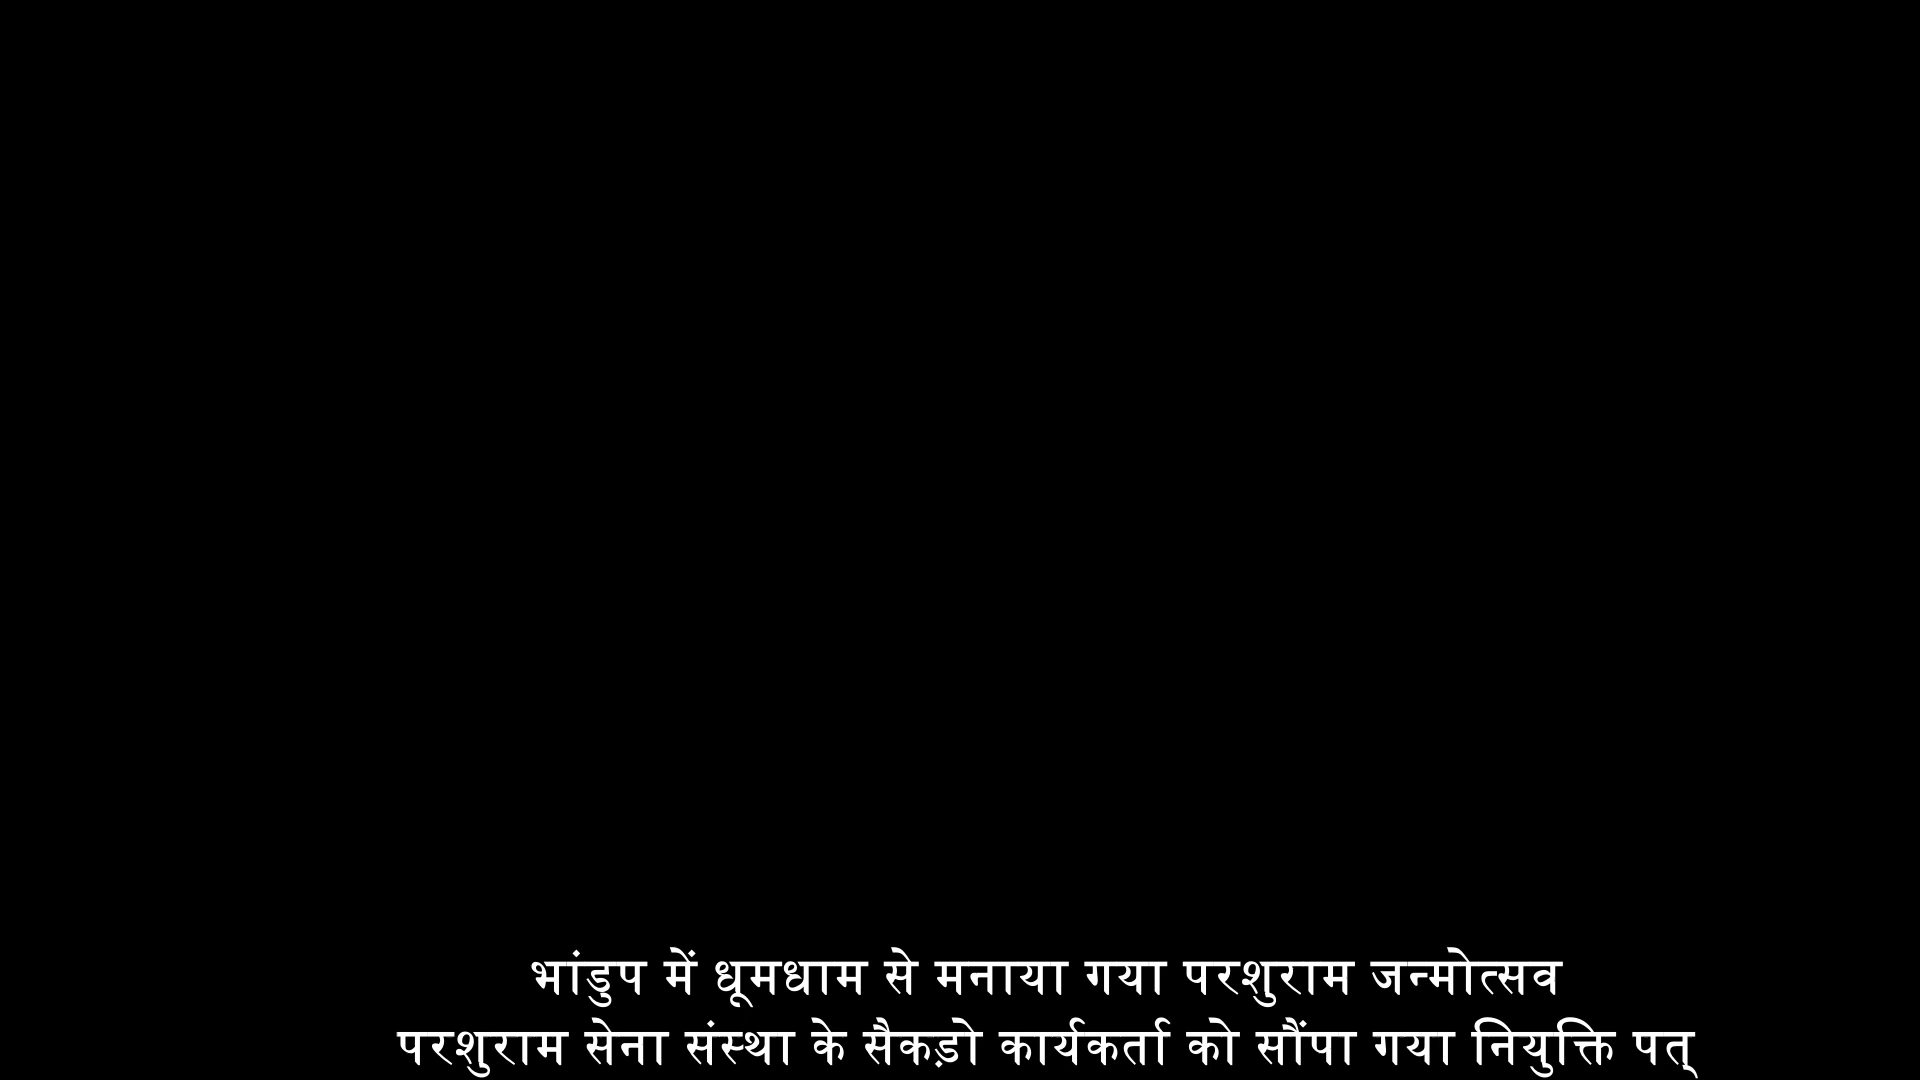 भांडुप में धूमधाम से मनाया गया परशुराम जन्मोत्सव
परशुराम सेना संस्था के सैकड़ो कार्यकर्ता को सौंपा गया नियुक्ति पत्